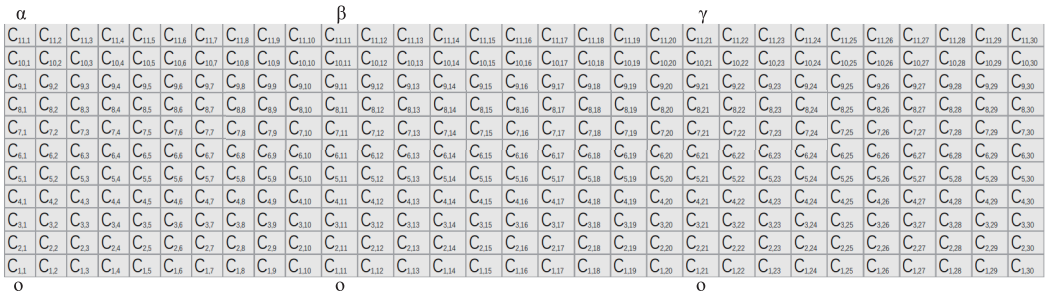 α β γ
C11,1 C11,2 C11,3 C11,4 C11,5 C11,6 C11,7 C11,8 C11,9 C11,10 C11,11 C11,12 C11,13 C11,14 C11,15 C11,16 C11,17 C11,18 C11,19 C11,20 C11,21 C11,22 C11,23 C11,24 C11,25 C11,26 C11,27 C11,28 C11,29 C11,30
C10,1 C10,2 C10,3 C10,4 C10,5 C10,6 C10,7 C10,8 C10,9 C10,10 C10,11 C10,12 C10,13 C10,14 C10,15 C10,16 C10,17 C10,18 C10,19 C10,20 C10,21 C10,22 C10,23 C10,24 C10,25 C10,26 C10,27 C10,28 C10,29 C10,30
C9,1 C9,2 C9,3 C9,4 C9,5 C9,6 C9,7 C9,8 C9,9 C9,10 C9,11 C9,12 C9,13 C9,14 C9,15 C9,16 C9,17 C9,18 C9,19 C9,20 C9,21 C9,22 C9,23 C9,24 C9,25 C9,26 C9,27 C9,28 C9,29 C9,30
C8,1 C8,2 C8,3 C8,4 C8,5 C8,6 C8,7 C8,8 C8,9 C8,10 C8,11 C8,12 C8,13 C8,14 C8,15 C8,16 C8,17 C8,18 C8,19 C8,20 C8,21 C8,22 C8,23 C8,24 C8,25 C8,26 C8,27 C8,28 C8,29 C8,30
C7,1 C7,2 C7,3 C7,4 C7,5 C7,6 C7,7 C7,8 C7,9 C7,10 C7,11 C7,12 C7,13 C7,14 C7,15 C7,16 C7,17 C7,18 C7,19 C7,20 C7,21 C7,22 C7,23 C7,24 C7,25 C7,26 C7,27 C7,28 C7,29 C7,30
C6,1 C6,2 C6,3 C6,4 C6,5 C6,6 C6,7 C6,8 C6,9 C6,10 C6,11 C6,12 C6,13 C6,14 C6,15 C6,16 C6,17 C6,18 C6,19 C6,20 C6,21 C6,22 C6,23 C6,24 C6,25 C6,26 C6,27 C6,28 C6,29 C6,30
C5,1 C5,2 C5,3 C5,4 C5,5 C5,6 C5,7 C5,8 C5,9 C5,10 C5,11 C5,12 C5,13 C5,14 C5,15 C5,16 C5,17 C5,18 C5,19 C5,20 C5,21 C5,22 C5,23 C5,24 C5,25 C5,26 C5,27 C5,28 C5,29 C5,30
C4,1 C4,2 C4,3 C4,4 C4,5 C4,6 C4,7 C4,8 C4,9 C4,10 C4,11 C4,12 C4,13 C4,14 C4,15 C4,16 C4,17 C4,18 C4,19 C4,20 C4,21 C4,22 C4,23 C4,24 C4,25 C4,26 C4,27 C4,28 C4,29 C4,30
C3,1 C3,2 C3,3 C3,4 C3,5 C3,6 C3,7 C3,8 C3,9 C3,10 C3,11 C3,12 C3,13 C3,14 C3,15 C3,16 C3,17 C3,18 C3,19 C3,20 C3,21 C3,22 C3,23 C3,24 C3,25 C3,26 C3,27 C3,28 C3,29 C3,30
C2,1 C2,2 C2,3 C2,4 C2,5 C2,6 C2,7 C2,8 C2,9 C2,10 C2,11 C2,12 C2,13 C2,14 C2,15 C2,16 C2,17 C2,18 C2,19 C2,20 C2,21 C2,22 C2,23 C2,24 C2,25 C2,26 C2,27 C2,28 C2,29 C2,30
C1,1 C1,2 C1,3 C1,4 C1,5 C1,6 C1,7 C1,8 C1,9 C1,10 C1,11 C1,12 C1,13 C1,14 C1,15 C1,16 C1,17 C1,18 C1,19 C1,20 C1,21 C1,22 C1,23 C1,24 C1,25 C1,26 C1,27 C1,28 C1,29 C1,30
ο ο ο